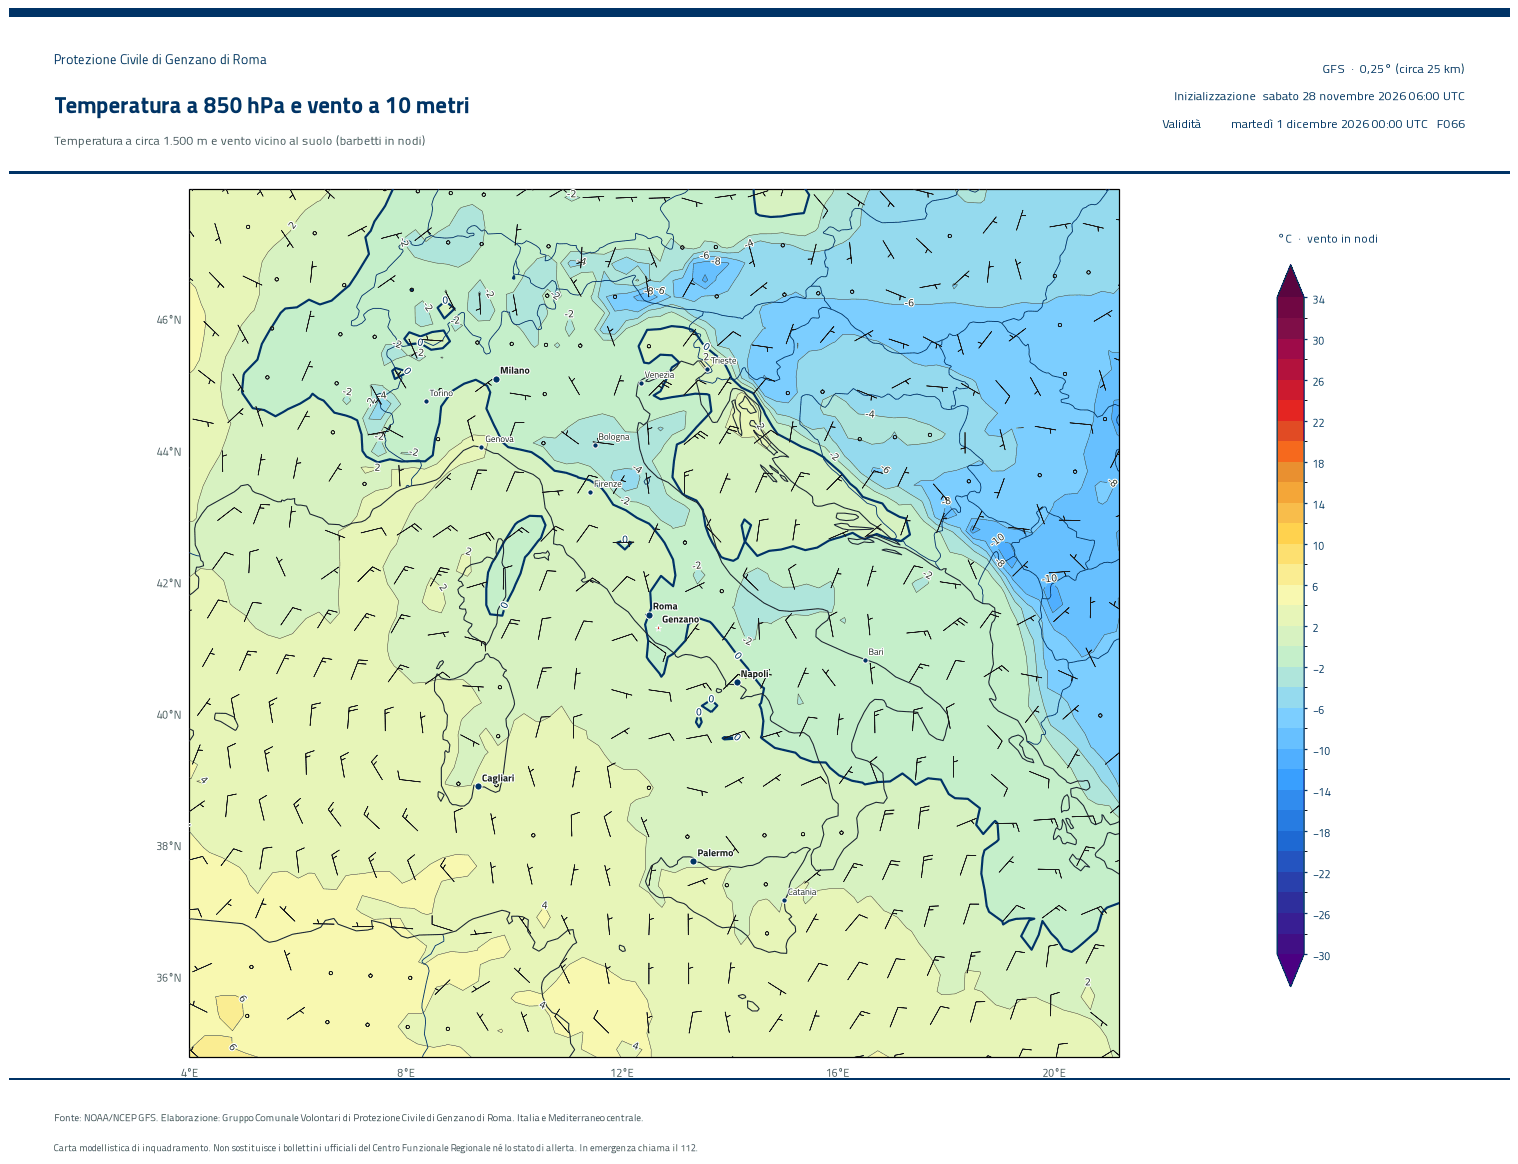 Protezione Civile di Genzano di Roma
Temperatura a 850 hPa e vento a 10 metri
Temperatura a circa 1.500 m e vento vicino al suolo (barbetti in nodi)
GFS · 0,25° (circa 25 km)
Inizializzazione sabato 28 novembre 2026 06:00 UTC
Validità martedì 1 dicembre 2026 00:00 UTC F066
°C · vento in nodi
34
30
26
22
18
14
10
6
2
−2
−6
−10
−14
−18
−22
−26
−30
46°N
44°N
42°N
40°N
38°N
36°N
4°E
8°E
12°E
16°E
20°E
Milano
Torino
Venezia
Trieste
Genova
Bologna
Firenze
Roma
Genzano
Napoli
Bari
Cagliari
Palermo
Catania
Fonte: NOAA/NCEP GFS. Elaborazione: Gruppo Comunale Volontari di Protezione Civile di Genzano di Roma. Italia e Mediterraneo centrale.
Carta modellistica di inquadramento. Non sostituisce i bollettini ufficiali del Centro Funzionale Regionale né lo stato di allerta. In emergenza chiama il 112.